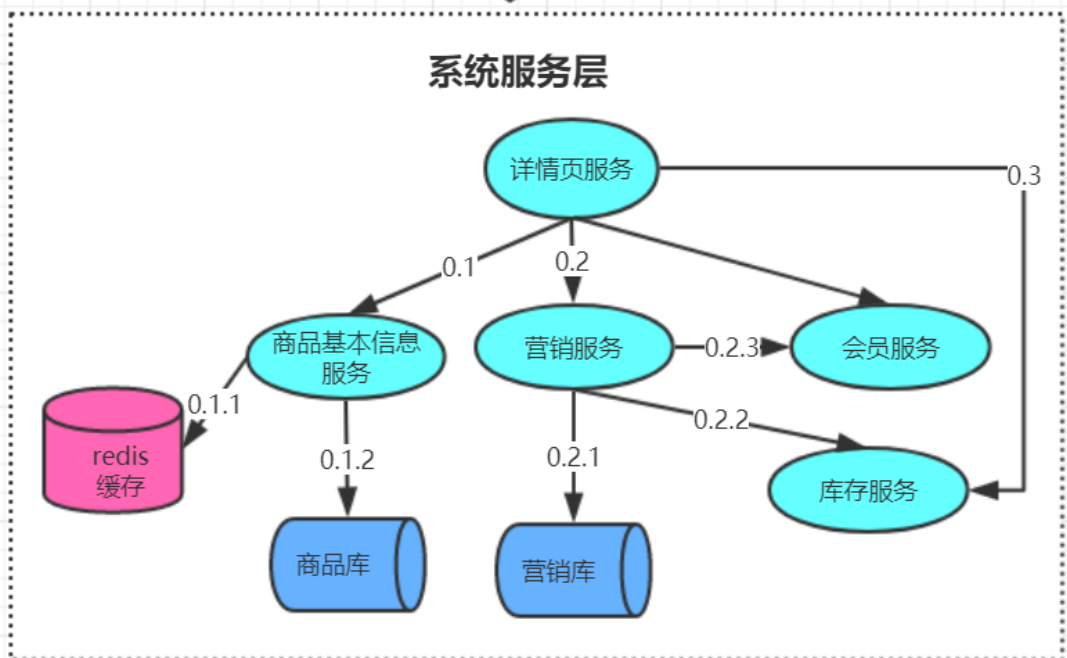 系统服务层
详情页服务
0.3
0.1
0.2
商品基本信息
服务
营销服务
0.2.3
会员服务
0.1.1
0.2.2
redis
缓存
0.1.2
0.2.1
库存服务
商品库
营销库